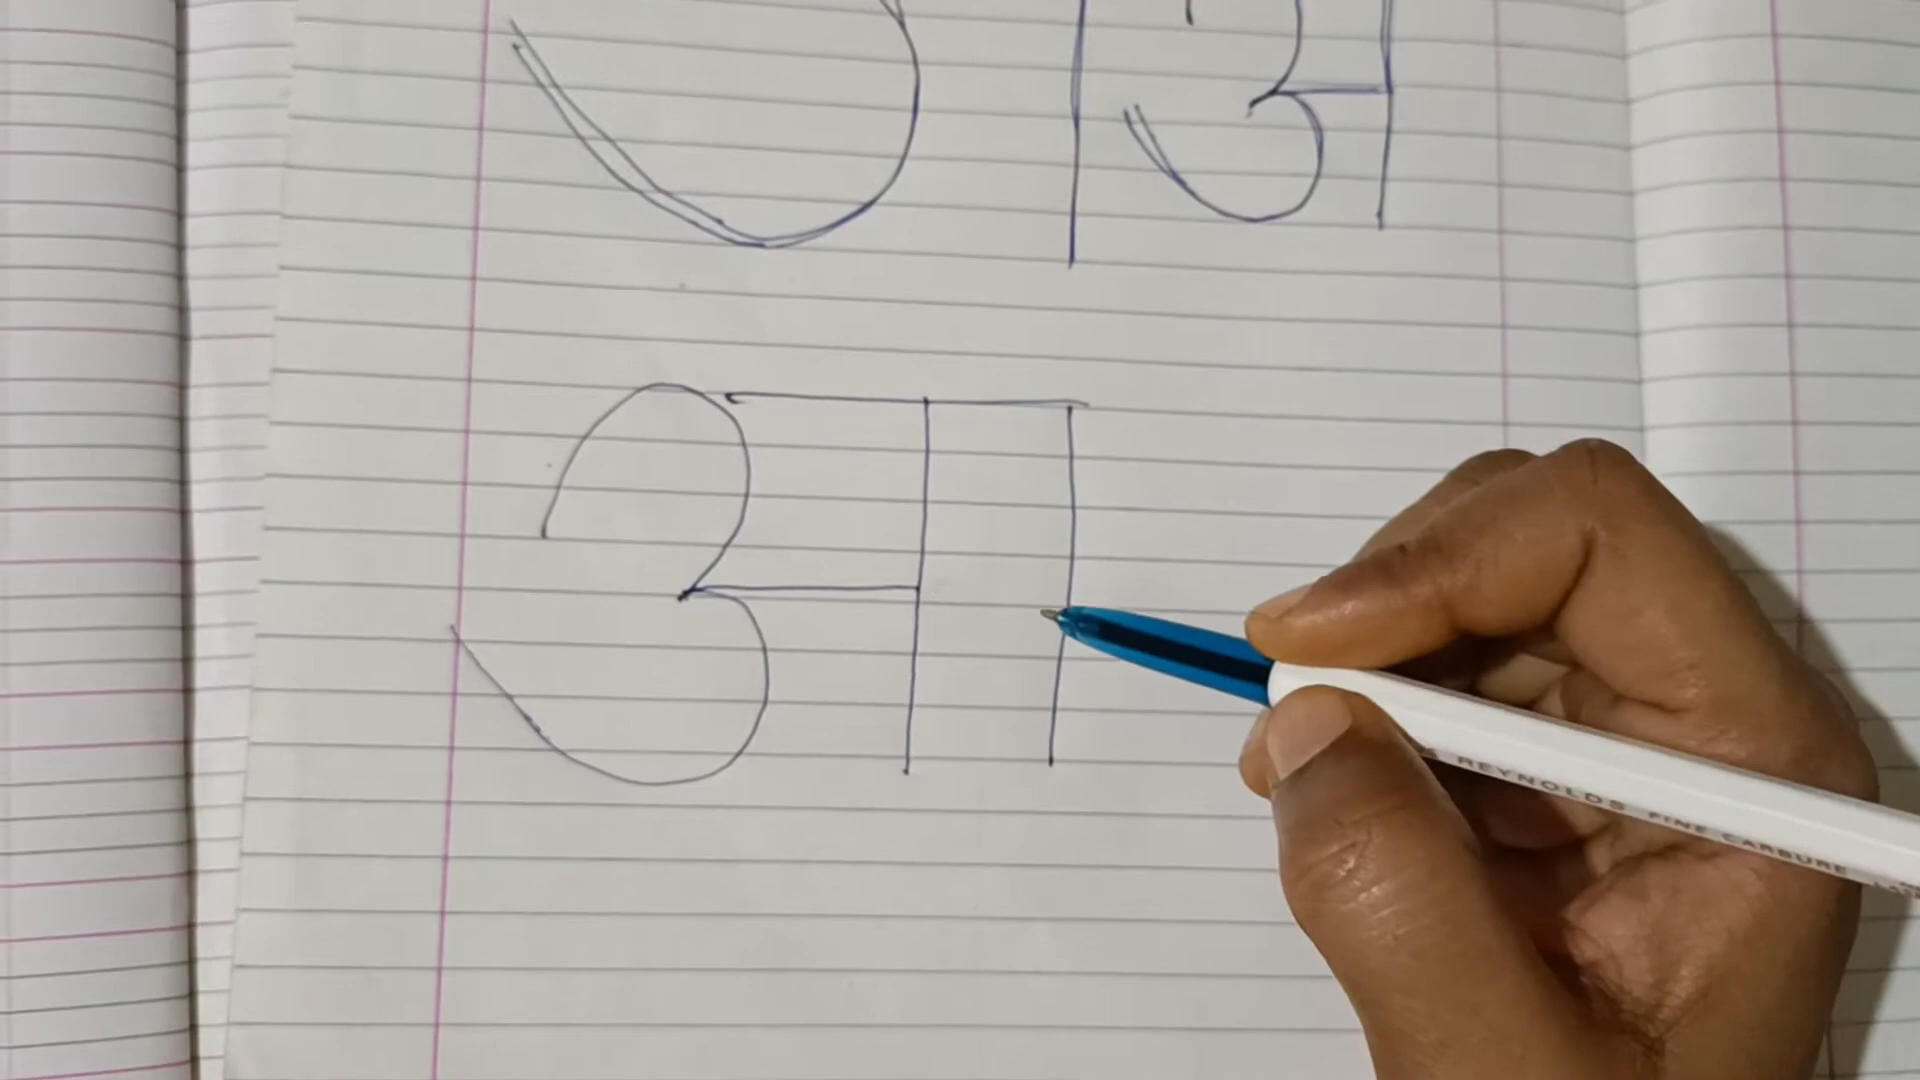 अ
आ
REYNOLDS FINE CARBURE